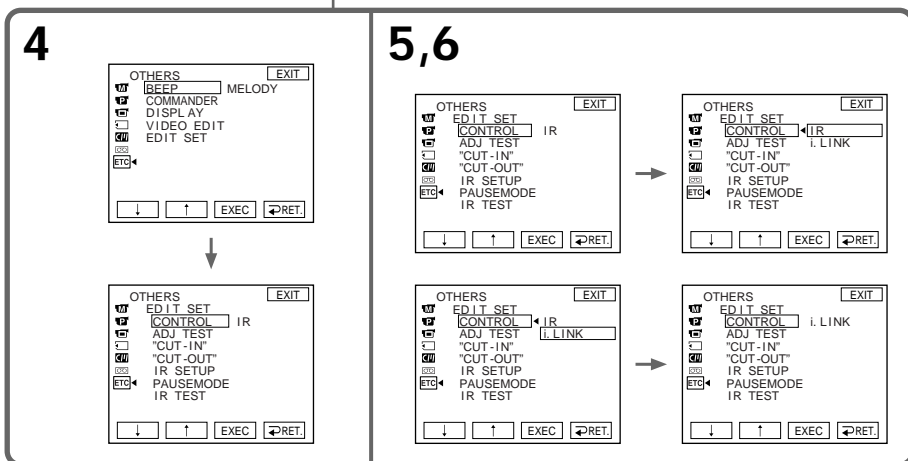 4
OTHERS EXIT
BEEP MELODY
COMMANDER
DISPLAY
VIDEO EDIT
EDIT SET
ETC
↓ ↑ EXEC RET.
OTHERS EXIT
EDIT SET
CONTROL IR
ADJ TEST
"CUT-IN"
"CUT-OUT"
IR SETUP
ETC PAUSEMODE
IR TEST
↓ ↑ EXEC RET.
5,6
OTHERS EXIT
EDIT SET
CONTROL IR
ADJ TEST
"CUT-IN"
"CUT-OUT"
IR SETUP
ETC PAUSEMODE
IR TEST
↓ ↑ EXEC RET.
OTHERS EXIT
EDIT SET
CONTROL IR
ADJ TEST i.LINK
"CUT-IN"
"CUT-OUT"
IR SETUP
ETC PAUSEMODE
IR TEST
↓ ↑ EXEC RET.
OTHERS EXIT
EDIT SET
CONTROL IR
ADJ TEST i.LINK
"CUT-IN"
"CUT-OUT"
IR SETUP
ETC PAUSEMODE
IR TEST
↓ ↑ EXEC RET.
OTHERS EXIT
EDIT SET
CONTROL i.LINK
ADJ TEST
"CUT-IN"
"CUT-OUT"
IR SETUP
ETC PAUSEMODE
IR TEST
↓ ↑ EXEC RET.